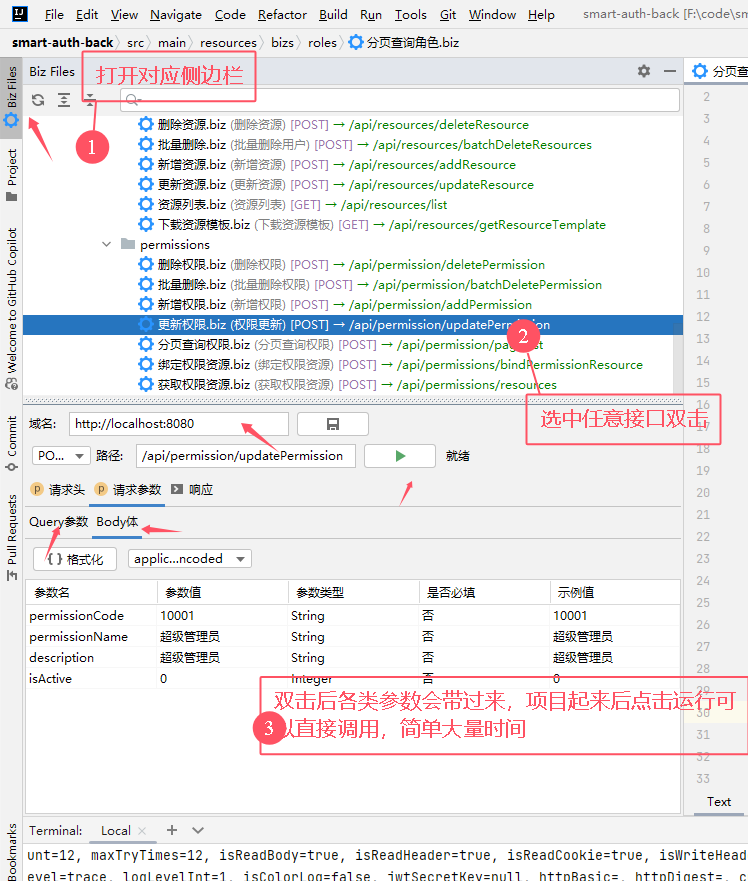 File Edit View Navigate Code Refactor Build Run Tools Git Window Help smart-auth-back [F:\code\sm
smart-auth-back src main resources bizs roles 分页查询角色.biz
Biz Files
打开对应侧边栏
分页查
1
删除资源.biz (删除资源) [POST] → /api/resources/deleteResource
批量删除.biz (批量删除用户) [POST] → /api/resources/batchDeleteResources
新增资源.biz (新增资源) [POST] → /api/resources/addResource
更新资源.biz (更新资源) [POST] → /api/resources/updateResource
资源列表.biz (资源列表) [GET] → /api/resources/list
下载资源模板.biz (下载资源模板) [GET] → /api/resources/getResourceTemplate
permissions
删除权限.biz (删除权限) [POST] → /api/permission/deletePermission
批量删除.biz (批量删除权限) [POST] → /api/permission/batchDeletePermission
新增权限.biz (新增权限) [POST] → /api/permission/addPermission
更新权限.biz (权限更新) [POST] → /api/permission/updatePermission
2
分页查询权限.biz (分页查询权限) [POST] → /api/permission/pag
绑定权限资源.biz (绑定权限资源) [POST] → /api/permissions/bindPermissionResource
获取权限资源.biz (获取权限资源) [POST] → /api/permissions/resources
选中任意接口双击
域名: http://localhost:8080
PO... 路径: /api/permission/updatePermission 就绪
请求头 请求参数 响应
Query参数 Body体
{ } 格式化 applic...ncoded
参数名 参数值 参数类型 是否必填 示例值
permissionCode 10001 String 否 10001
permissionName 超级管理员 String 否 超级管理员
description 超级管理员 String 否 超级管理员
isActive 0 Integer 否 0
双击后各类参数会带过来，项目起来后点击运行可
3
以直接调用，简单大量时间
Biz Files
Project
Welcome to GitHub Copilot
Commit
Pull Requests
Bookmarks
2
3
4
5
6
7
8
9
10
11
12
13
14
15
16
17
18
19
20
21
22
23
24
25
26
27
28
29
30
31
32
33
Text
Terminal: Local
unt=12, maxTryTimes=12, isReadBody=true, isReadHeader=true, isReadCookie=true, isWriteHead
evel=trace, logLevelInt=1, isColorLog=false, jwtSecretKey=null, httpBasic=, httpDigest=, c